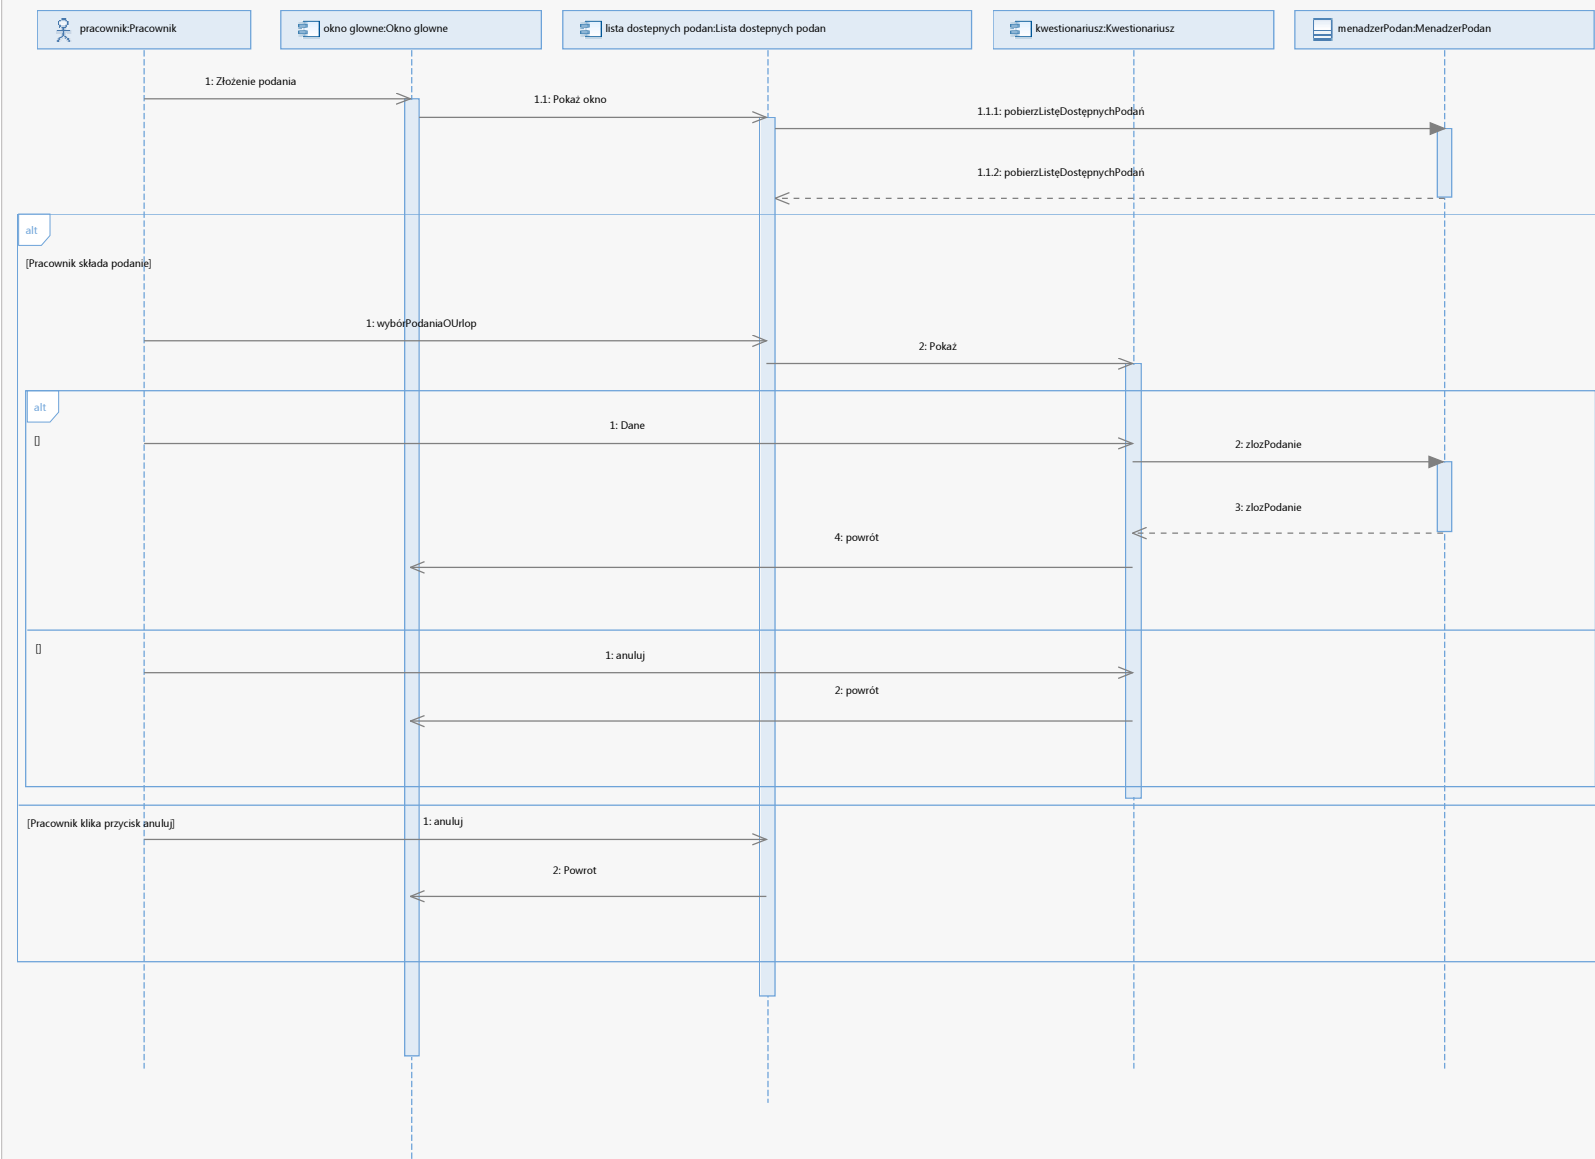 pracownik:Pracownik
okno glowne:Okno glowne
lista dostepnych podan:Lista dostepnych podan
kwestionariusz:Kwestionariusz
menadzerPodan:MenadzerPodan
1: Złożenie podania
1.1: Pokaż okno
1.1.1: pobierzListęDostępnychPodań
1.1.2: pobierzListęDostępnychPodań
alt
[Pracownik składa podanie]
1: wybórPodaniaOUrlop
2: Pokaż
alt
[]
1: Dane
2: zlozPodanie
3: zlozPodanie
4: powrót
[]
1: anuluj
2: powrót
[Pracownik klika przycisk anuluj]
1: anuluj
2: Powrot